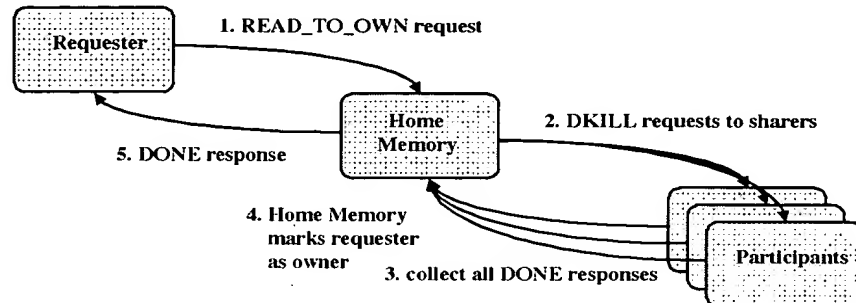 1. READ_TO_OWN request
Requester
Home
Memory
2. DKILL requests to sharers
5. DONE response
4. Home Memory
marks requester
as owner
Participants
3. collect all DONE responses